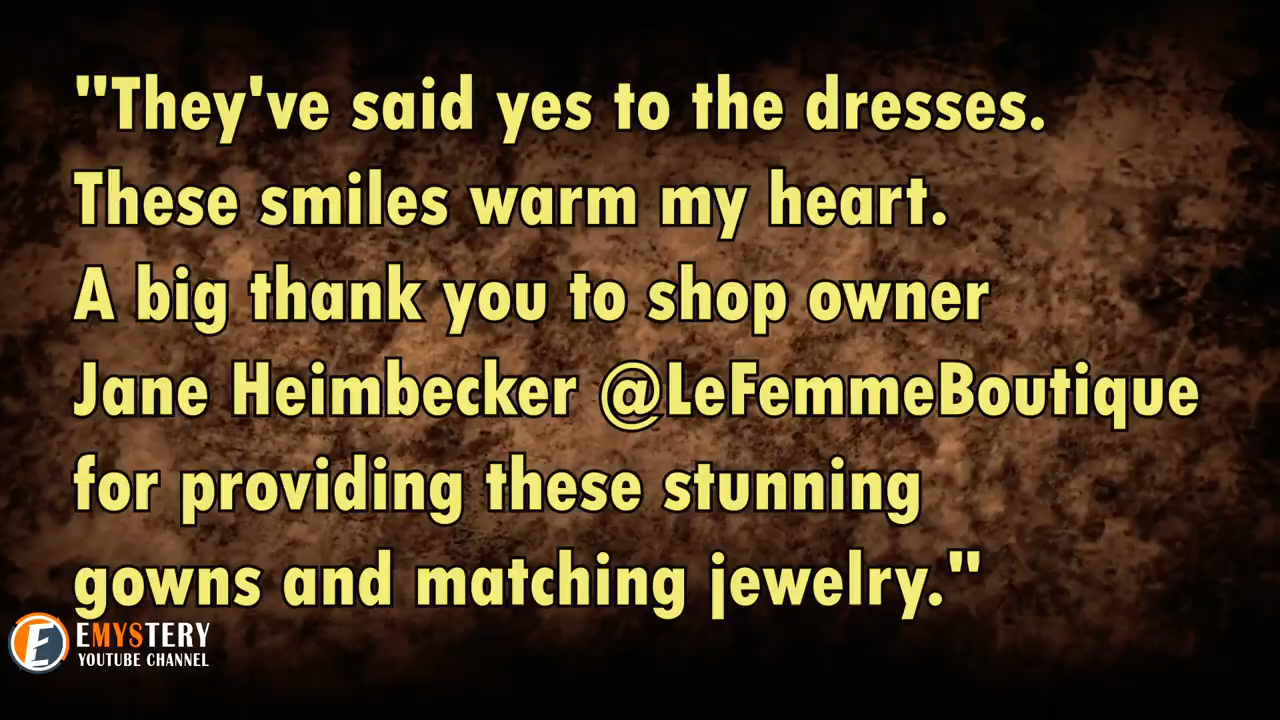 "They've said yes to the dresses.
These smiles warm my heart.
A big thank you to shop owner
Jane Heimbecker @LeFemmeBoutique
for providing these stunning
gowns and matching jewelry."
E
EMYSTERY
YOUTUBE CHANNEL